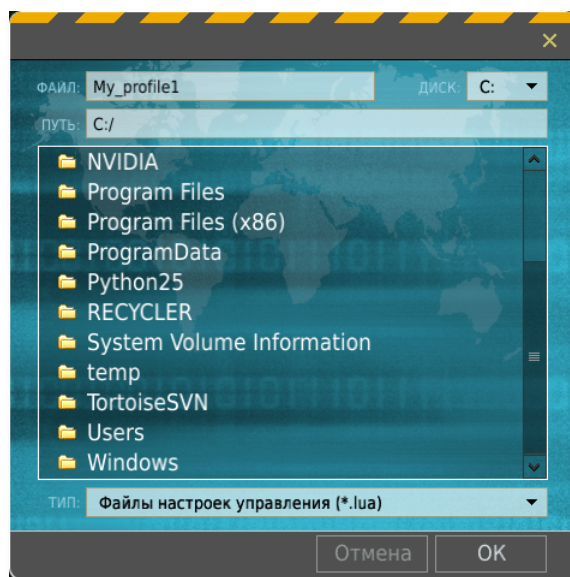 ФАЙЛ: My_profile1 ДИСК: C:
ПУТЬ: C:/
NVIDIA
Program Files
Program Files (x86)
ProgramData
Python25
RECYCLER
System Volume Information
temp
TortoiseSVN
Users
Windows
ТИП: Файлы настроек управления (*.lua)
Отмена OK